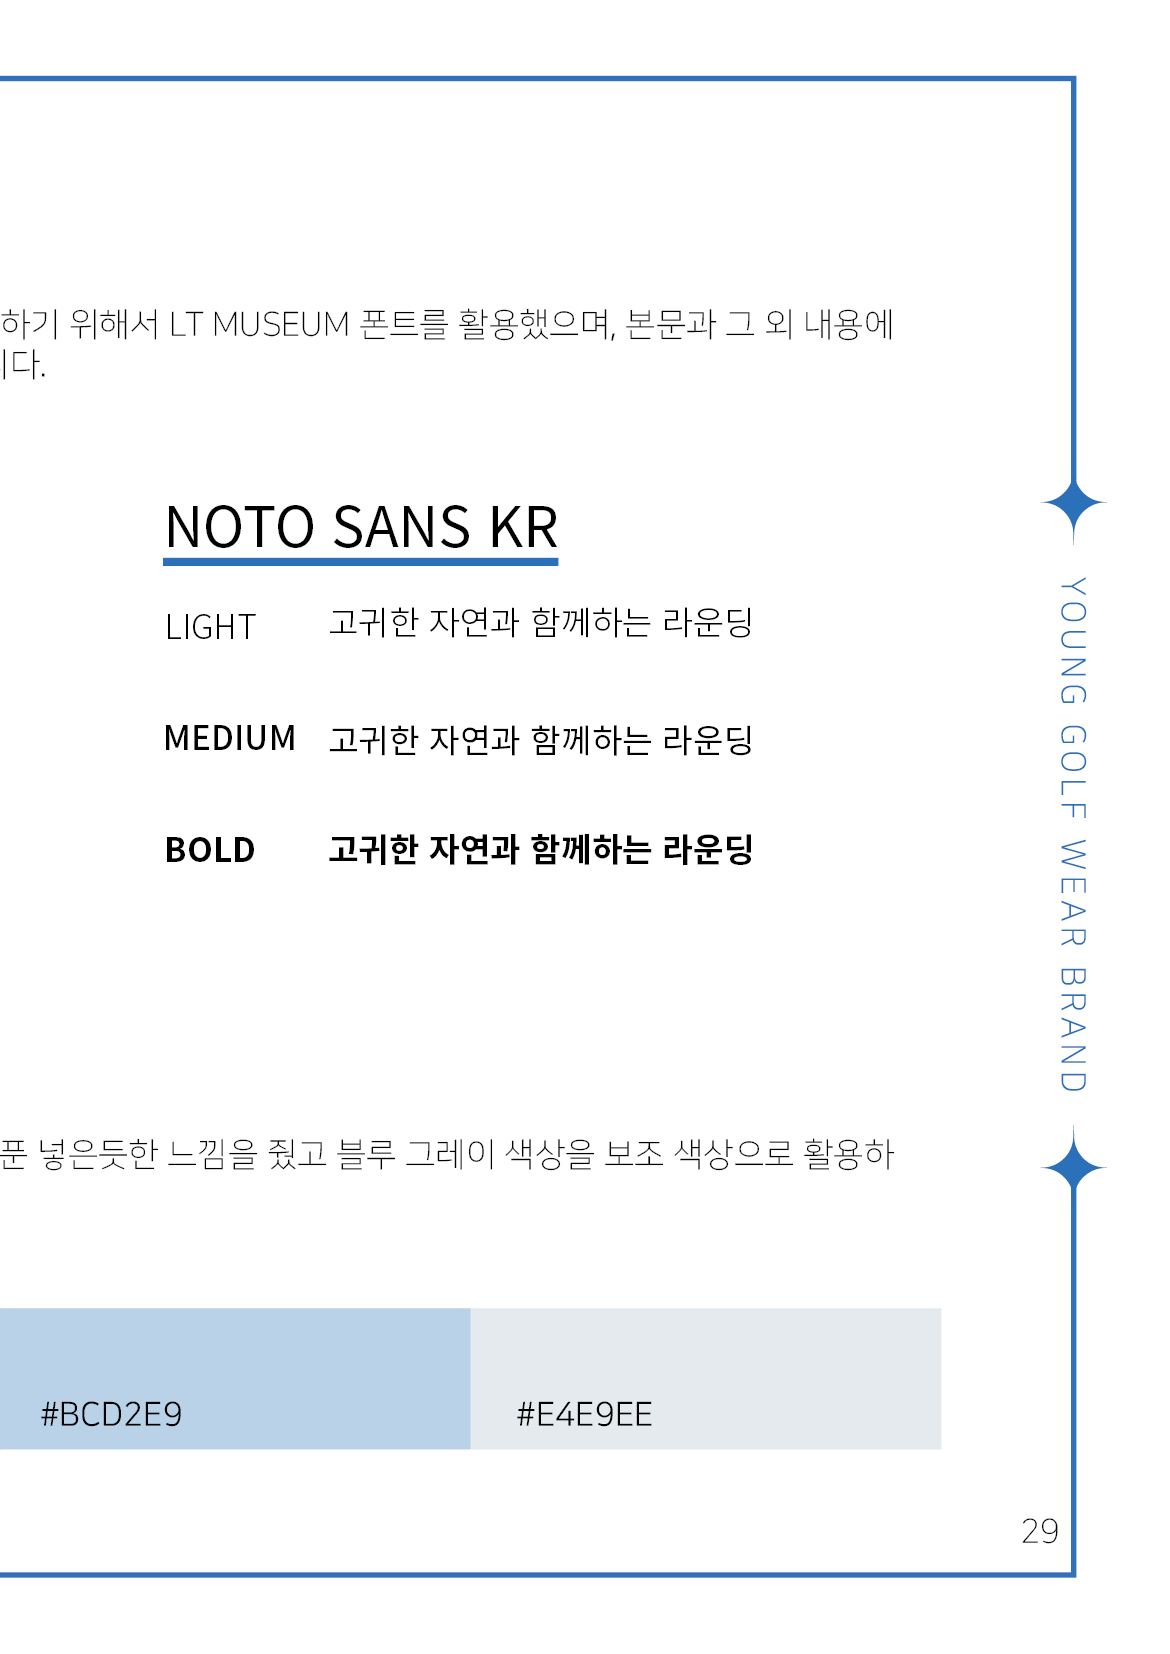 하기 위해서 LT MUSEUM 폰트를 활용했으며, 본문과 그 외 내용에
다.
NOTO SANS KR
LIGHT 고귀한 자연과 함께하는 라운딩
MEDIUM 고귀한 자연과 함께하는 라운딩
BOLD 고귀한 자연과 함께하는 라운딩
YOUNG GOLF WEAR BRAND
푼 넣은듯한 느낌을 줬고 블루 그레이 색상을 보조 색상으로 활용하
#BCD2E9
#E4E9EE
29